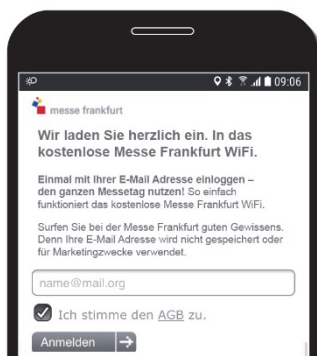 09:06
messe frankfurt
Wir laden Sie herzlich ein. In das
kostenlose Messe Frankfurt WiFi.
Einmal mit Ihrer E-Mail Adresse einloggen –
den ganzen Messetag nutzen! So einfach
funktioniert das kostenlose Messe Frankfurt WiFi.
Surfen Sie bei der Messe Frankfurt guten Gewissens.
Denn Ihre E-Mail Adresse wird nicht gespeichert oder
für Marketingzwecke verwendet.
name@mail.org
Ich stimme den AGB zu.
Anmelden